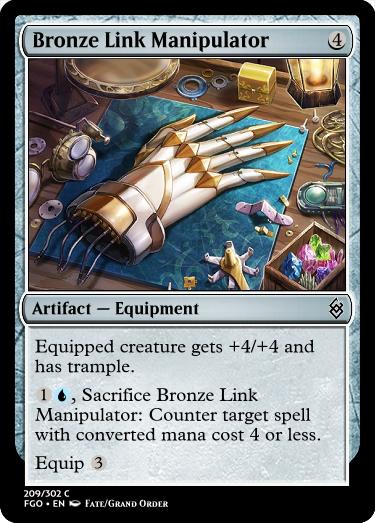 Bronze Link Manipulator 4
Artifact — Equipment
Equipped creature gets +4/+4 and
has trample.
1, Sacrifice Bronze Link
Manipulator: Counter target spell
with converted mana cost 4 or less.
Equip 3
209/302 C
FGO • EN Fate/Grand Order